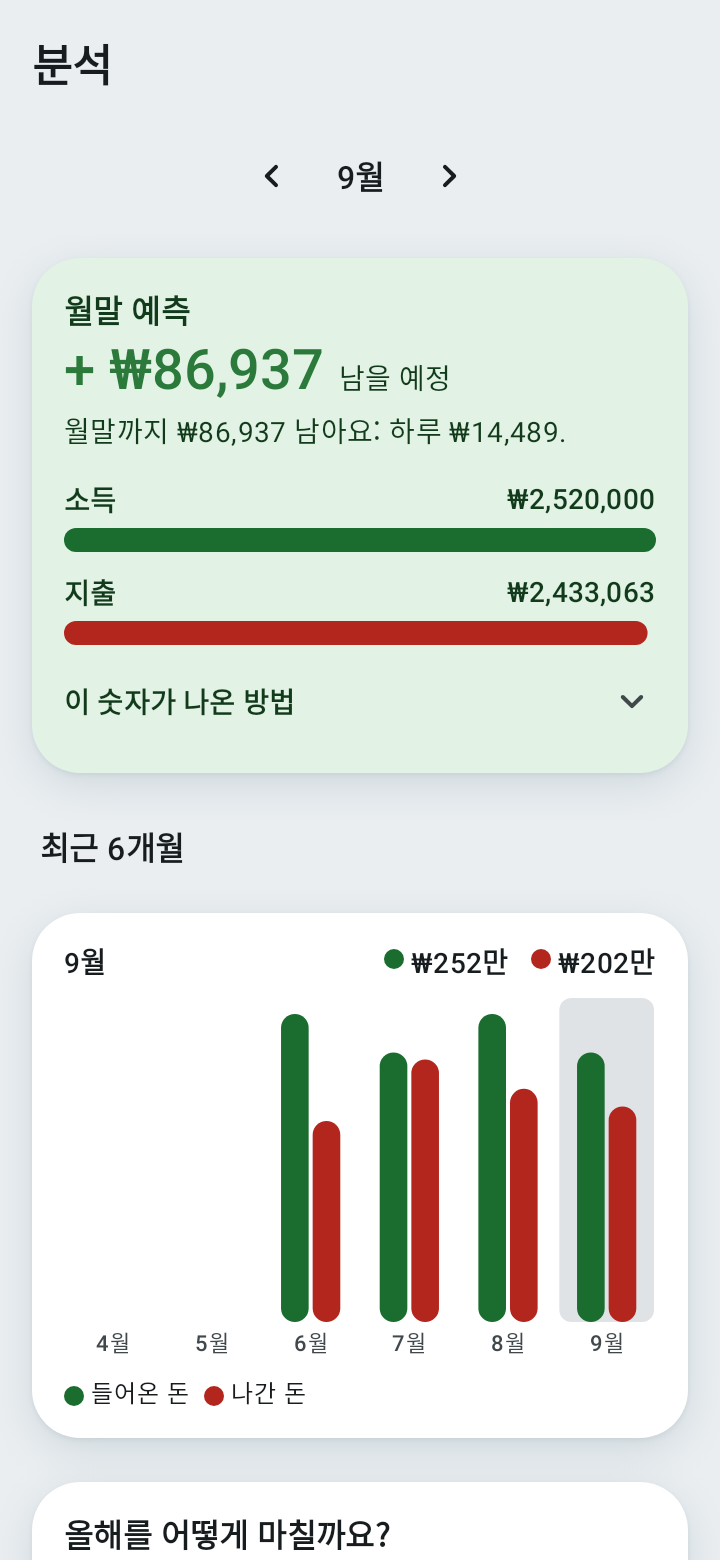 분석
9월
월말 예측
+ ₩86,937 남을 예정
월말까지 ₩86,937 남아요: 하루 ₩14,489.
소득 ₩2,520,000
지출 ₩2,433,063
이 숫자가 나온 방법
최근 6개월
9월 ₩252만 ₩202만
4월 5월 6월 7월 8월 9월
들어온 돈 나간 돈
올해를 어떻게 마칠까요?